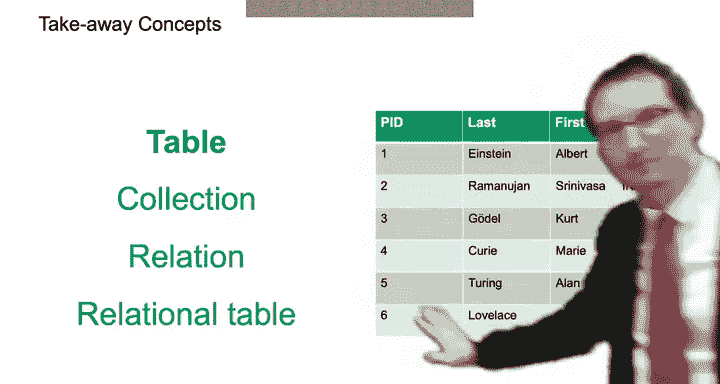 Take-away Concepts
Table
Collection
Relation
Relational table
PID Last First
1 Einstein Albert
2 Ramanujan Srinivasa
3 Gödel Kurt
4 Curie Marie
5 Turing Alan
6 Lovelace